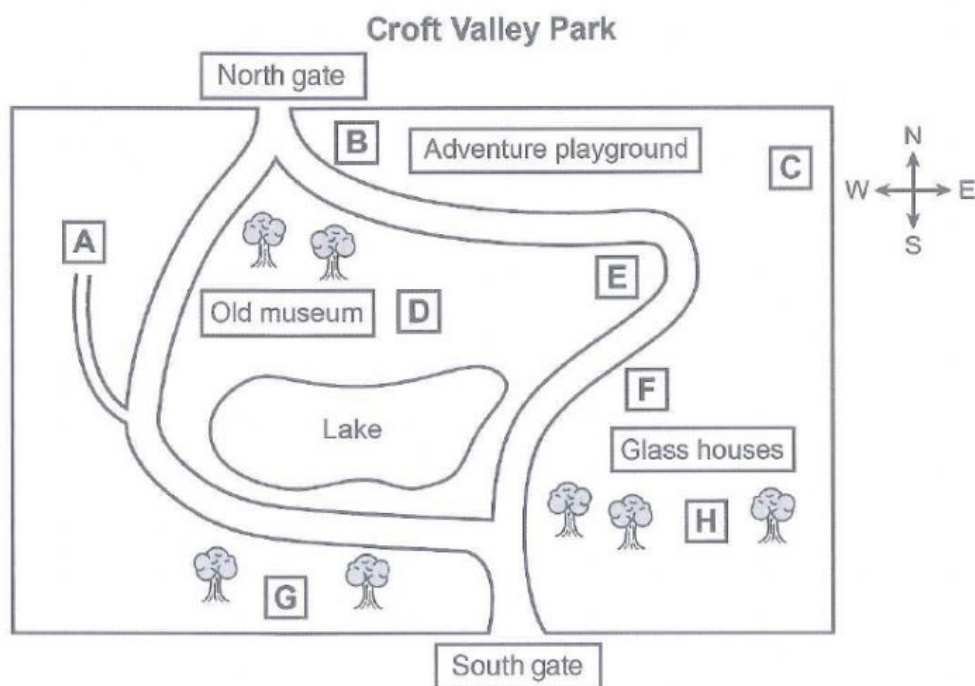 Croft Valley Park
North gate
B
Adventure playground
C
N
W E
S
A
E
Old museum
D
F
Lake
Glass houses
H
G
South gate